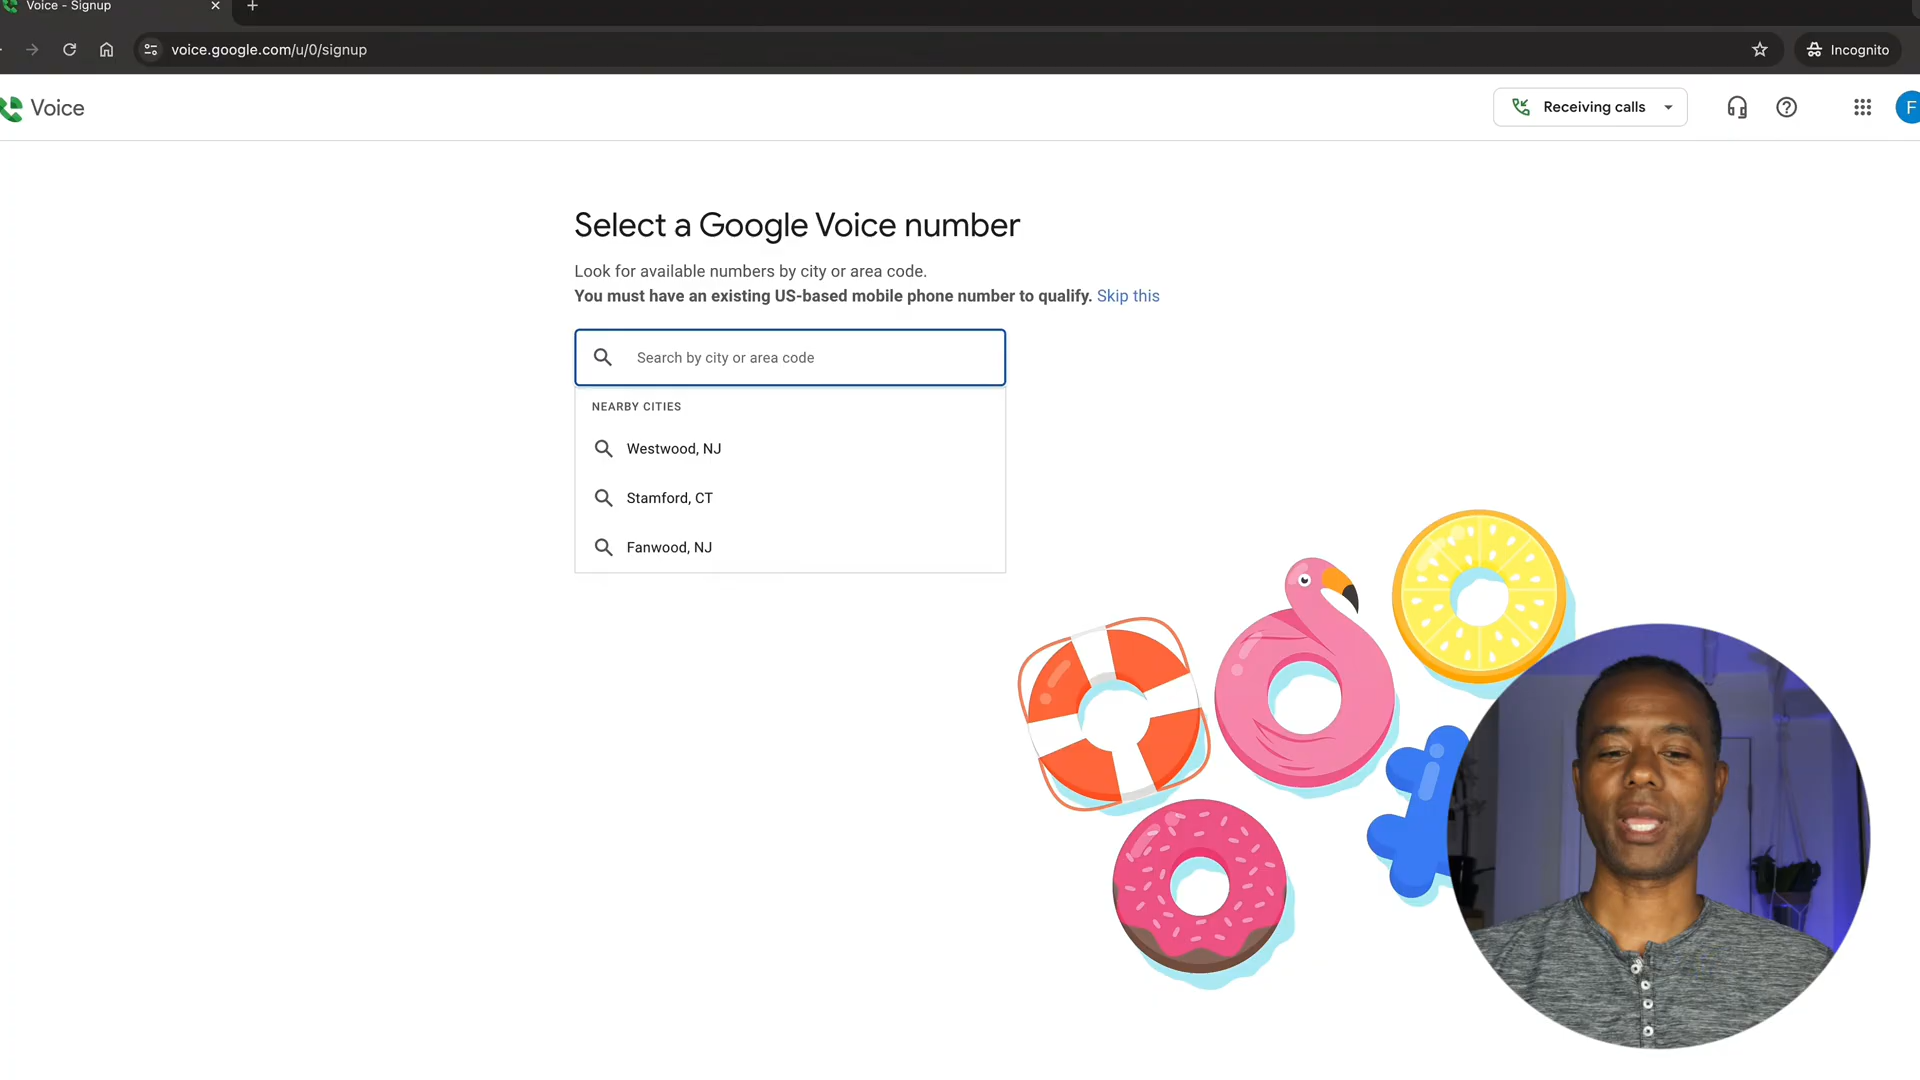 Voice - Signup
voice.google.com/u/0/signup
Incognito
Voice
Receiving calls
F
Select a Google Voice number
Look for available numbers by city or area code.
You must have an existing US-based mobile phone number to qualify. Skip this
Search by city or area code
NEARBY CITIES
Westwood, NJ
Stamford, CT
Fanwood, NJ